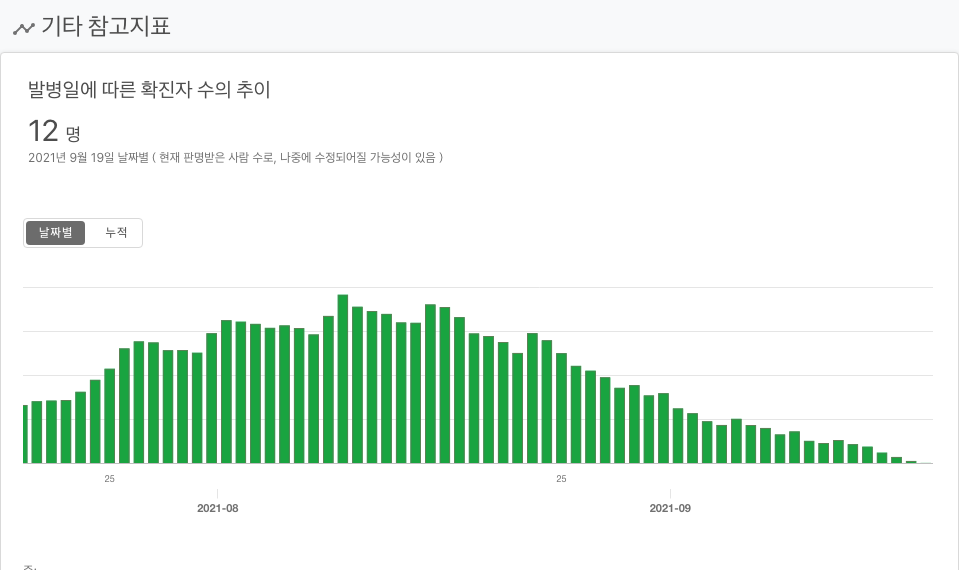 기타 참고지표
발병일에 따른 확진자 수의 추이
12 명
2021년 9월 19일 날짜별 ( 현재 판명받은 사람 수로, 나중에 수정되어질 가능성이 있음 )
날짜별 누적
25 25
2021-08 2021-09